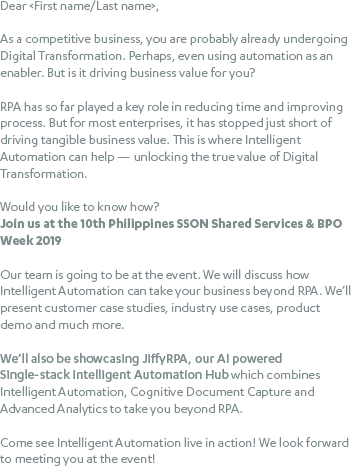 Dear <First name/Last name>,
As a competitive business, you are probably already undergoing
Digital Transformation. Perhaps, even using automation as an
enabler. But is it driving business value for you?
RPA has so far played a key role in reducing time and improving
process. But for most enterprises, it has stopped just short of
driving tangible business value. This is where Intelligent
Automation can help — unlocking the true value of Digital
Transformation.
Would you like to know how?
Join us at the 10th Philippines SSON Shared Services & BPO
Week 2019
Our team is going to be at the event. We will discuss how
Intelligent Automation can take your business beyond RPA. We'll
present customer case studies, industry use cases, product
demo and much more.
We'll also be showcasing JiffyRPA, our AI powered
Single-stack Intelligent Automation Hub which combines
Intelligent Automation, Cognitive Document Capture and
Advanced Analytics to take you beyond RPA.
Come see Intelligent Automation live in action! We look forward
to meeting you at the event!